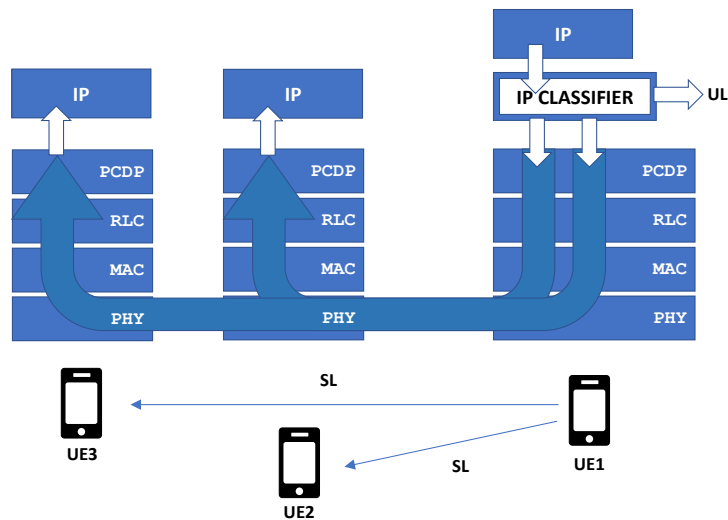 IP
IP
IP
IP CLASSIFIER
UL
PCDP
PCDP
PCDP
RLC
RLC
RLC
MAC
MAC
MAC
PHY
PHY
PHY
SL
SL
UE3
UE2
UE1